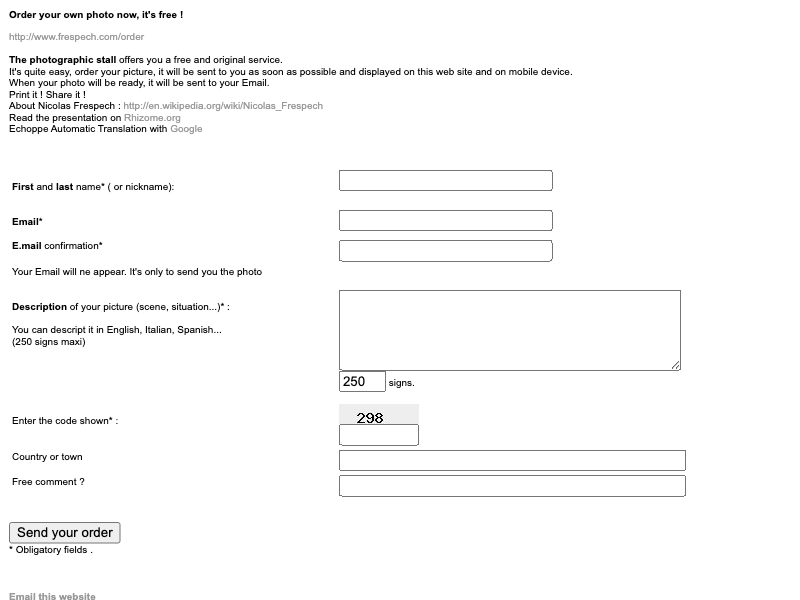 Order your own photo now, it's free !
http://www.frespech.com/order
The photographic stall offers you a free and original service.
It's quite easy, order your picture, it will be sent to you as soon as possible and displayed on this web site and on mobile device.
When your photo will be ready, it will be sent to your Email.
Print it ! Share it !
About Nicolas Frespech : http://en.wikipedia.org/wiki/Nicolas_Frespech
Read the presentation on Rhizome.org
Echoppe Automatic Translation with Google
First and last name* ( or nickname):
Email*
E.mail confirmation*
Your Email will ne appear. It's only to send you the photo
Description of your picture (scene, situation...)* :
You can descript it in English, Italian, Spanish...
(250 signs maxi)
250 signs.
Enter the code shown* :
298
Country or town
Free comment ?
Send your order
* Obligatory fields .
Email this website